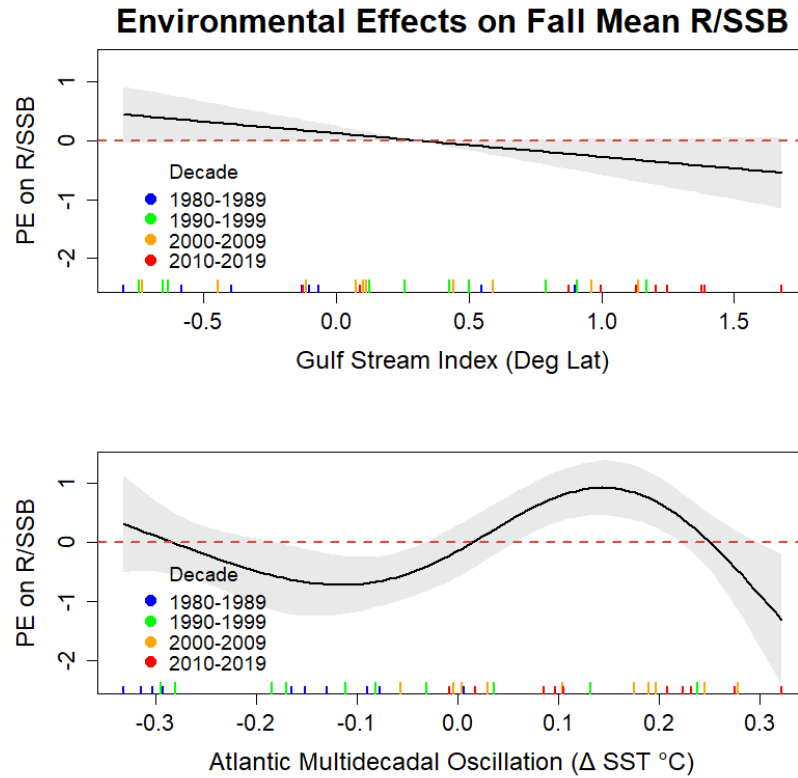 Environmental Effects on Fall Mean R/SSB
PE on R/SSB
1
0
-1
-2
Decade
1980-1989
1990-1999
2000-2009
2010-2019
-0.5 0.0 0.5 1.0 1.5
Gulf Stream Index (Deg Lat)
PE on R/SSB
1
0
-1
-2
Decade
1980-1989
1990-1999
2000-2009
2010-2019
-0.3 -0.2 -0.1 0.0 0.1 0.2 0.3
Atlantic Multidecadal Oscillation (Δ SST °C)